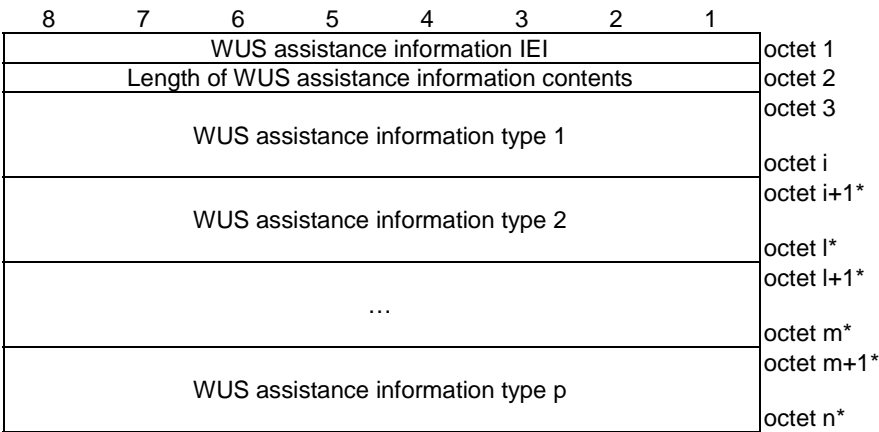 8 7 6 5 4 3 2 1
WUS assistance information IEI octet 1
Length of WUS assistance information contents octet 2
octet 3
WUS assistance information type 1
octet i
octet i+1*
WUS assistance information type 2
octet l*
octet l+1*
…
octet m*
octet m+1*
WUS assistance information type p
octet n*